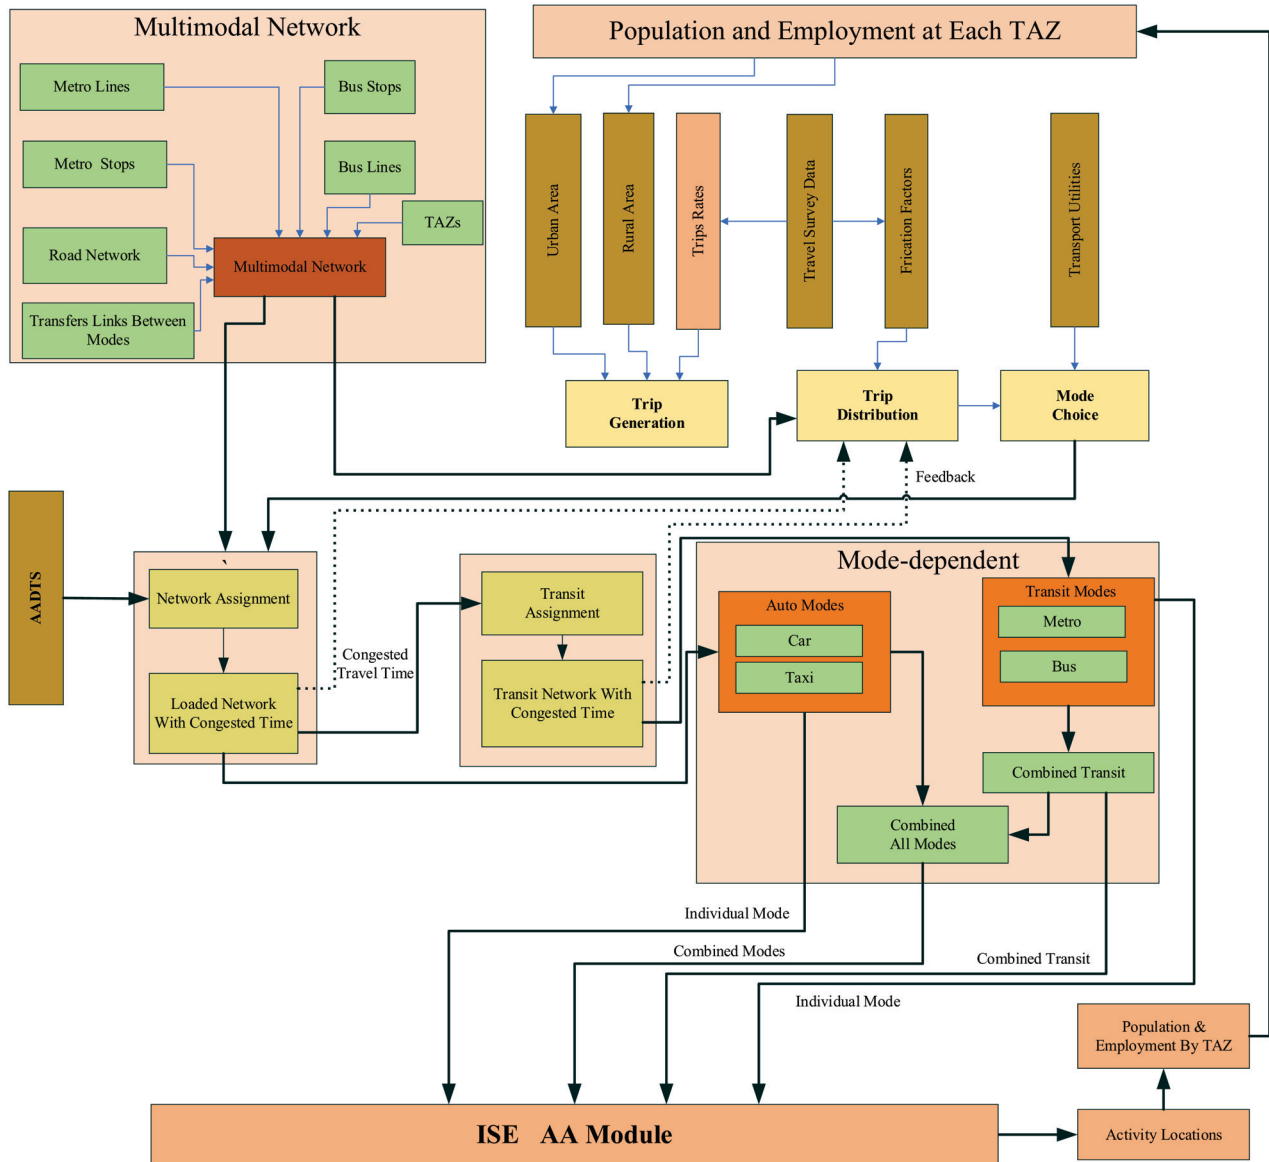 Multimodal Network
Metro Lines
Bus Stops
Metro  Stops
Bus Lines
TAZs
Road Network
Multimodal Network
Transfers Links Between
Modes
Population and Employment at Each TAZ
Urban Area
Rural Area
Trips Rates
Travel Survey Data
Frication Factors
Transport Utilities
Trip
Generation
Trip
Distribution
Mode
Choice
Feedback
AADTS
`
Network Assignment
Loaded Network
With Congested Time
Congested
Travel Time
Transit
Assignment
Transit Network With
Congested Time
Mode-dependent
Auto Modes
Car
Taxi
Transit Modes
Metro
Bus
Combined Transit
Combined
All Modes
Individual Mode
Combined Modes
Combined Transit
Individual Mode
Population &
Employment By TAZ
ISE   AA Module
Activity Locations